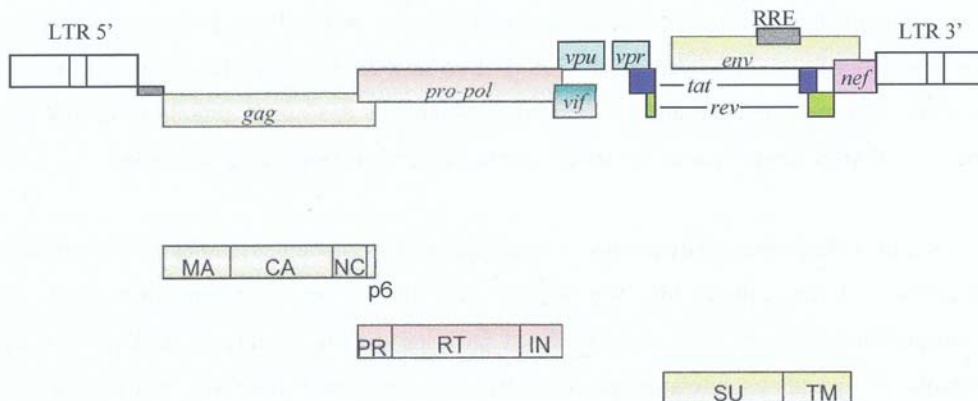 LTR 5’ RRE LTR 3’
vpu vpr env
pro-pol tat nef
gag vif rev
MA CA NC
p6
PR RT IN
SU TM